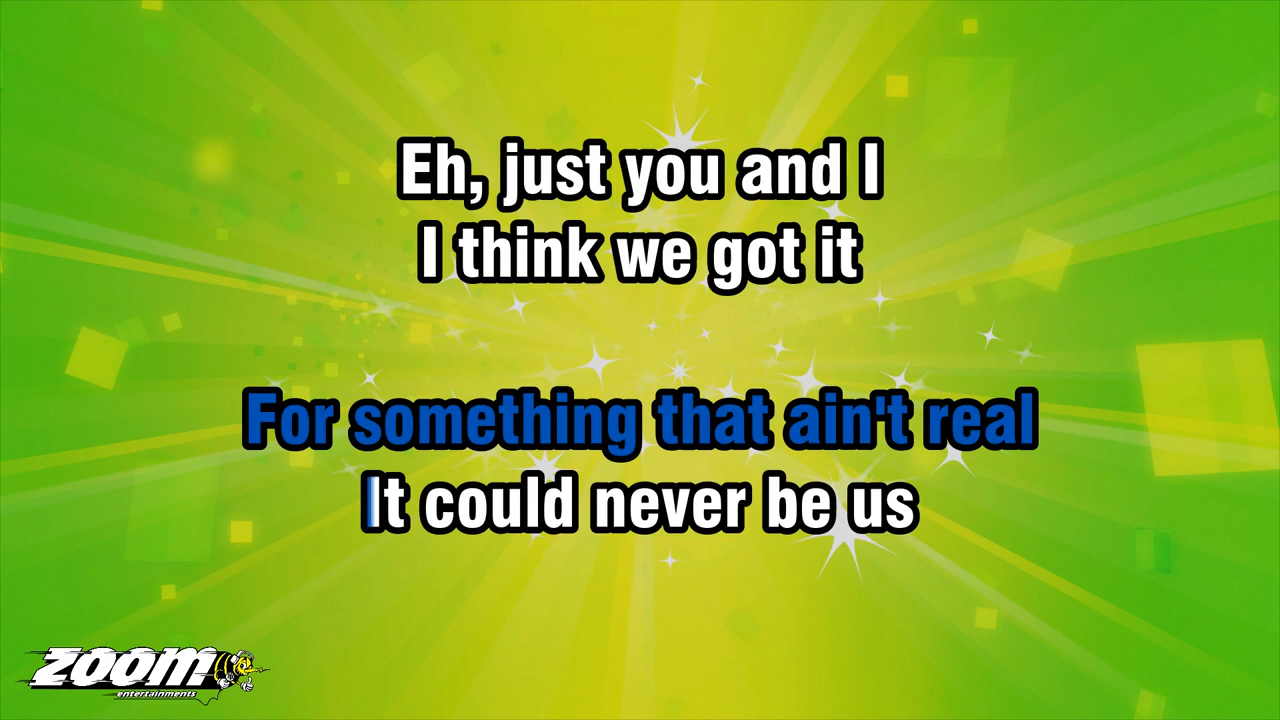 Eh, just you and I
I think we got it
For something that ain't real
It could never be us
zoom
entertainments